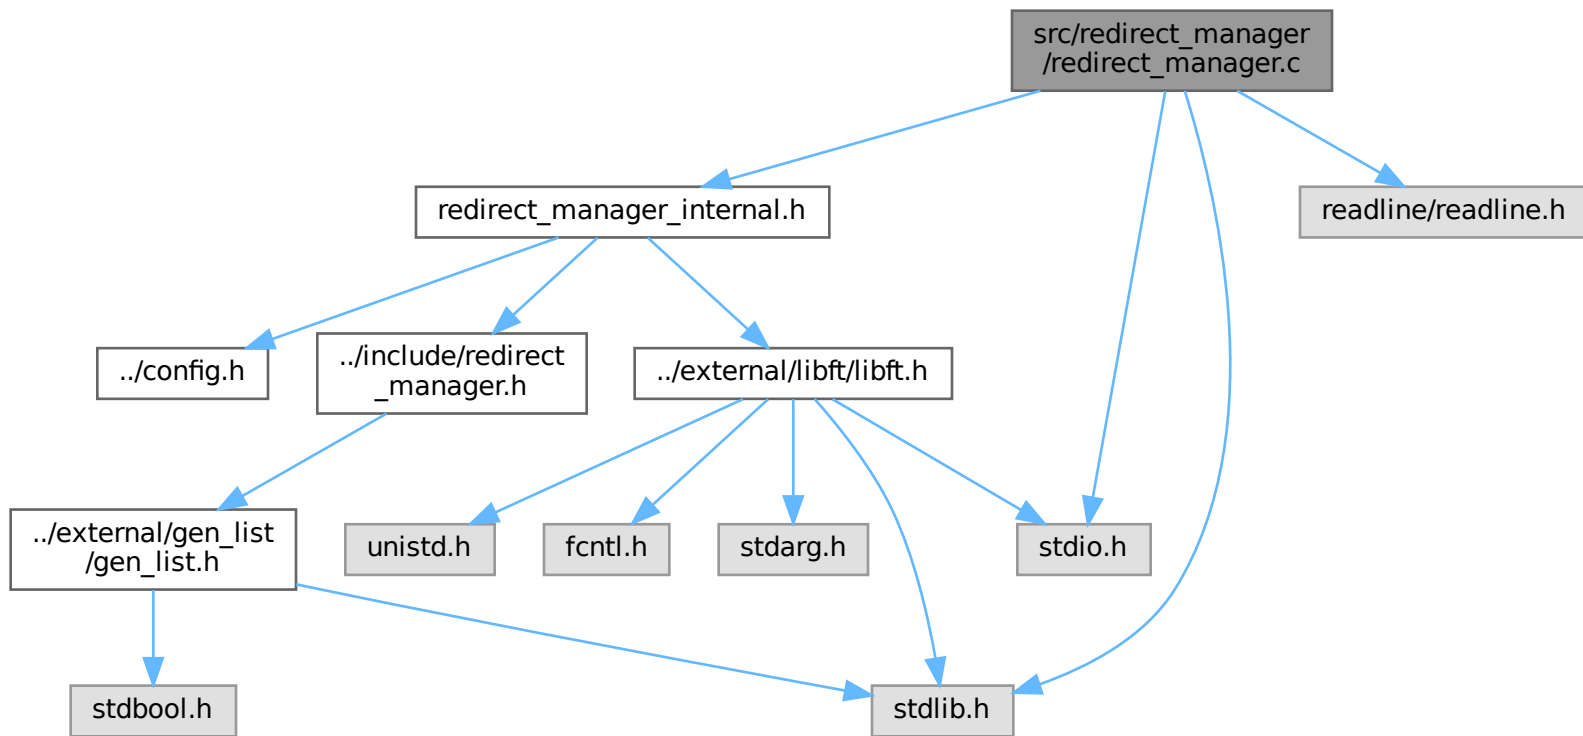 src/redirect_manager
/redirect_manager.c
redirect_manager_internal.h
readline/readline.h
../config.h
../include/redirect
_manager.h
../external/libft/libft.h
../external/gen_list
/gen_list.h
unistd.h
fcntl.h
stdarg.h
stdio.h
stdbool.h
stdlib.h